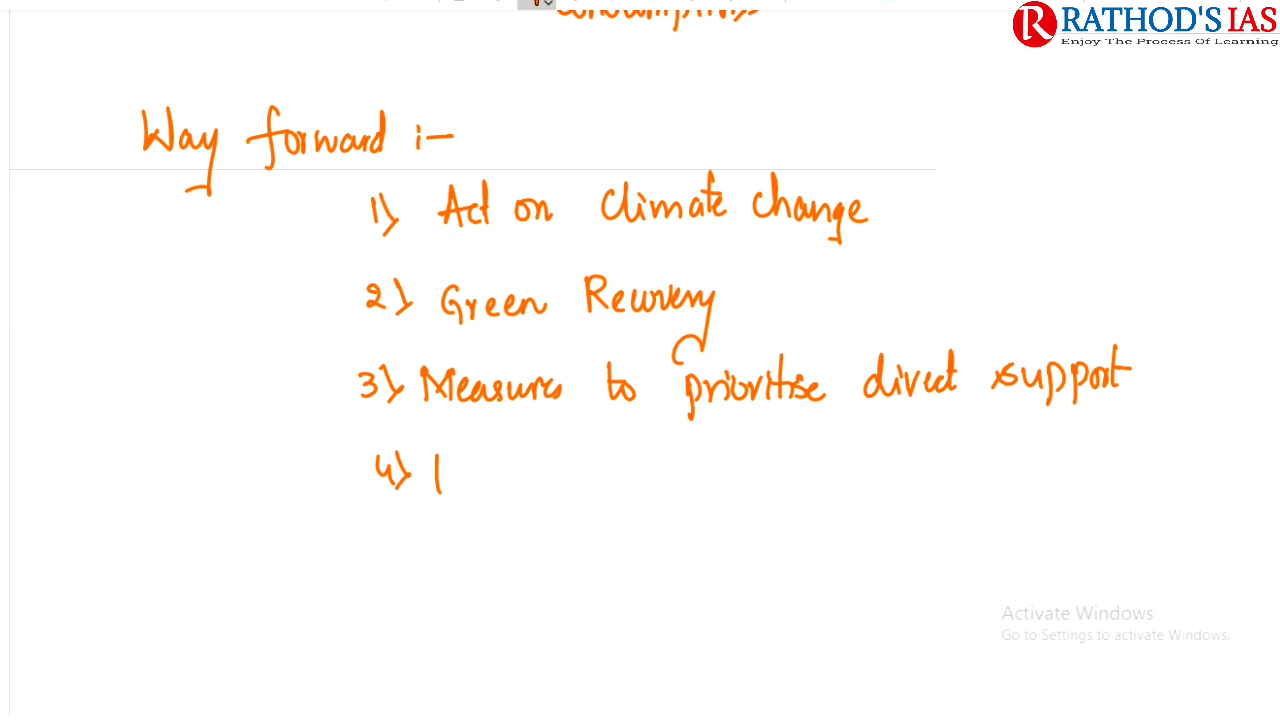 RATHOD'S IAS
Enjoy The Process Of Learning
Way forward :-
1) Act on Climate change
2) Green Recovery
3) Measures to prioritise direct support
4)
Activate Windows
Go to Settings to activate Windows.